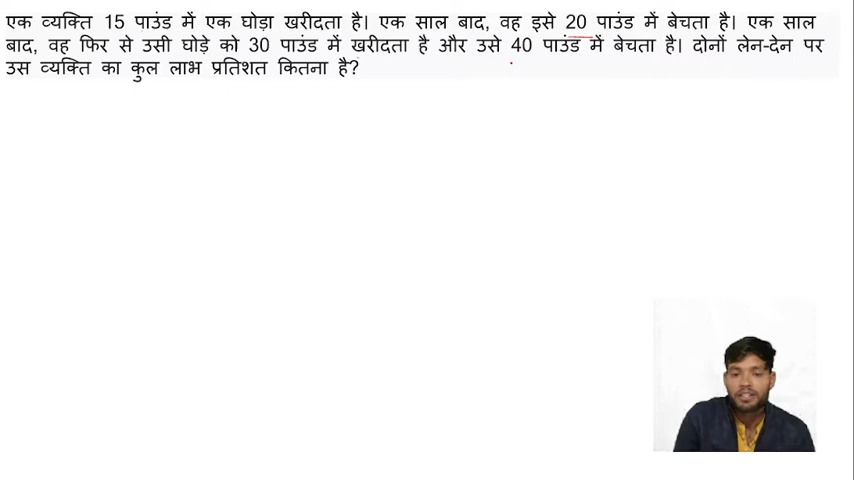 एक व्यक्ति 15 पाउंड में एक घोड़ा खरीदता है। एक साल बाद, वह इसे 20 पाउंड में बेचता है। एक साल
बाद, वह फिर से उसी घोड़े को 30 पाउंड में खरीदता है और उसे 40 पाउंड में बेचता है। दोनों लेन-देन पर
उस व्यक्ति का कुल लाभ प्रतिशत कितना है?